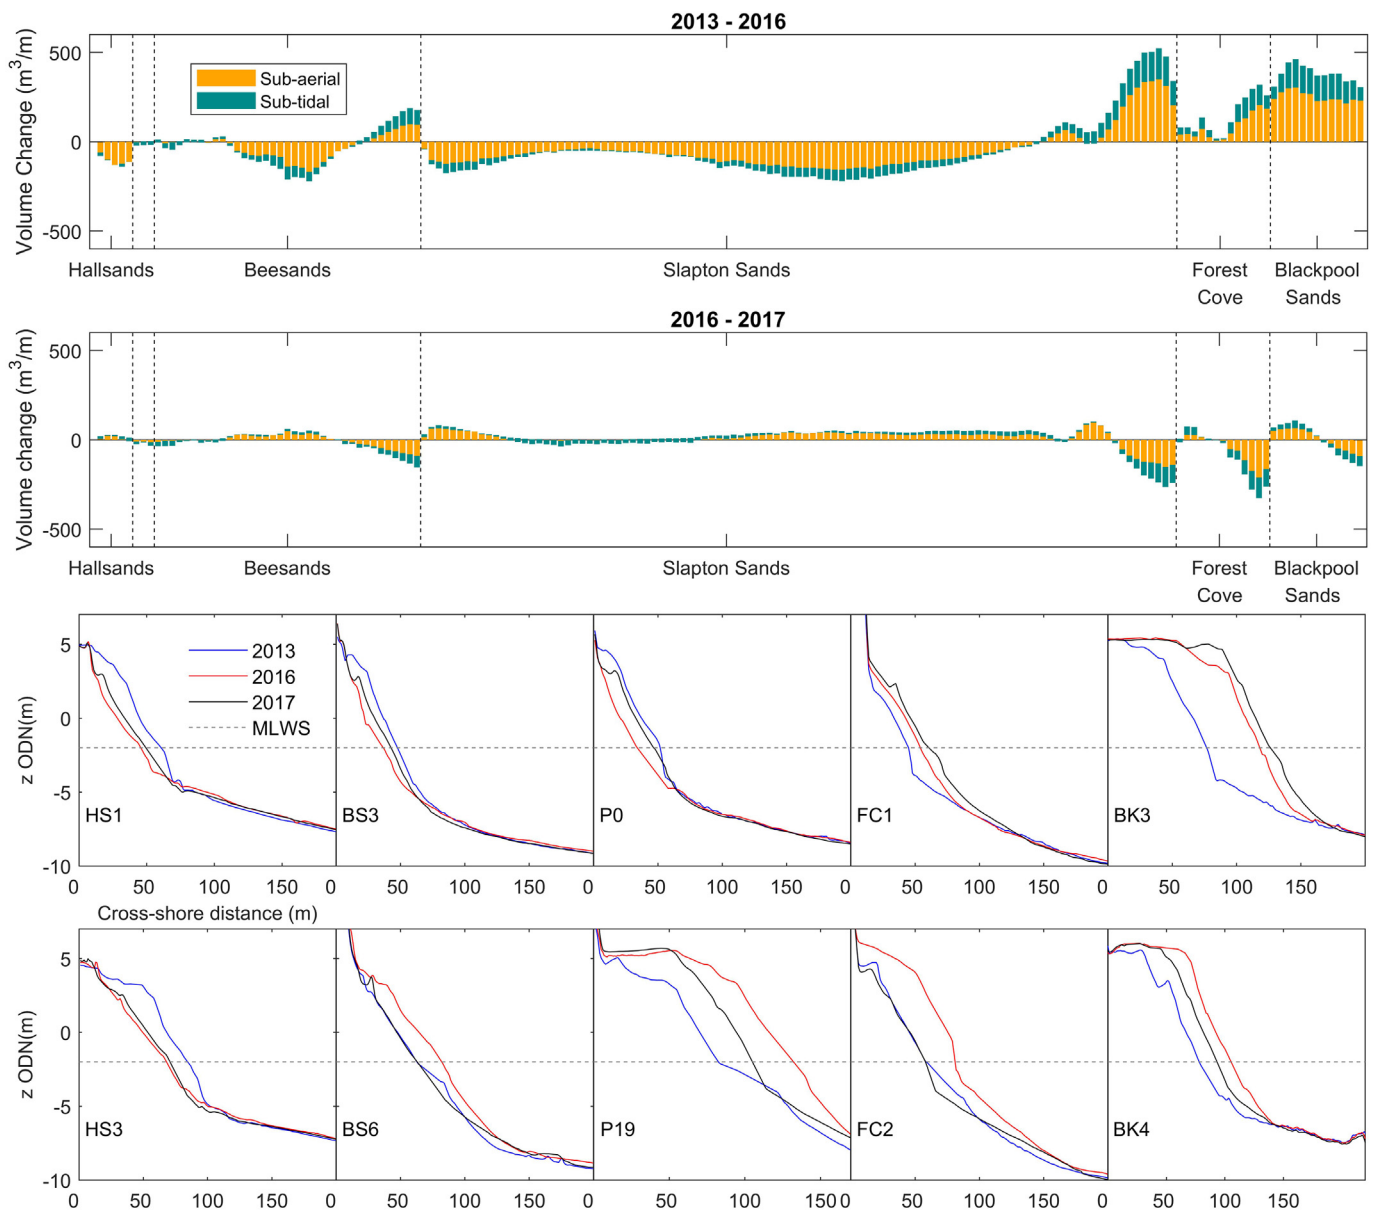 2013 - 2016
Volume Change (m³/m)
500
0
-500
Sub-aerial
Sub-tidal
Hallsands Beesands Slapton Sands Forest Cove Blackpool Sands
2016 - 2017
Volume change (m³/m)
500
0
-500
Hallsands Beesands Slapton Sands Forest Cove Blackpool Sands
z ODN(m)
5
0
-5
-10
2013
2016
2017
MLWS
HS1 BS3 P0 FC1 BK3
0 50 100 150 0 50 100 150 0 50 100 150 0 50 100 150 0 50 100 150
Cross-shore distance (m)
z ODN(m)
5
0
-5
-10
HS3 BS6 P19 FC2 BK4
0 50 100 150 0 50 100 150 0 50 100 150 0 50 100 150 0 50 100 150